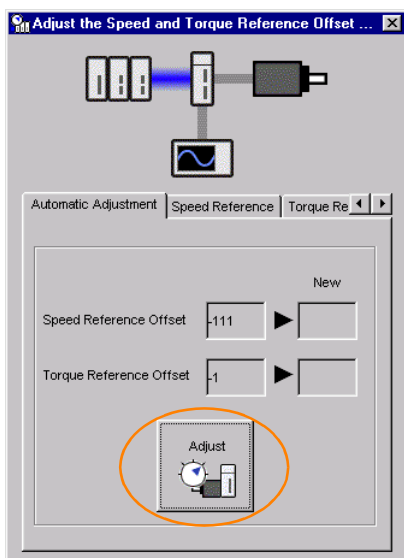 Adjust the Speed and Torque Reference Offset ...
Automatic Adjustment Speed Reference Torque Re
New
Speed Reference Offset -111
Torque Reference Offset -1
Adjust